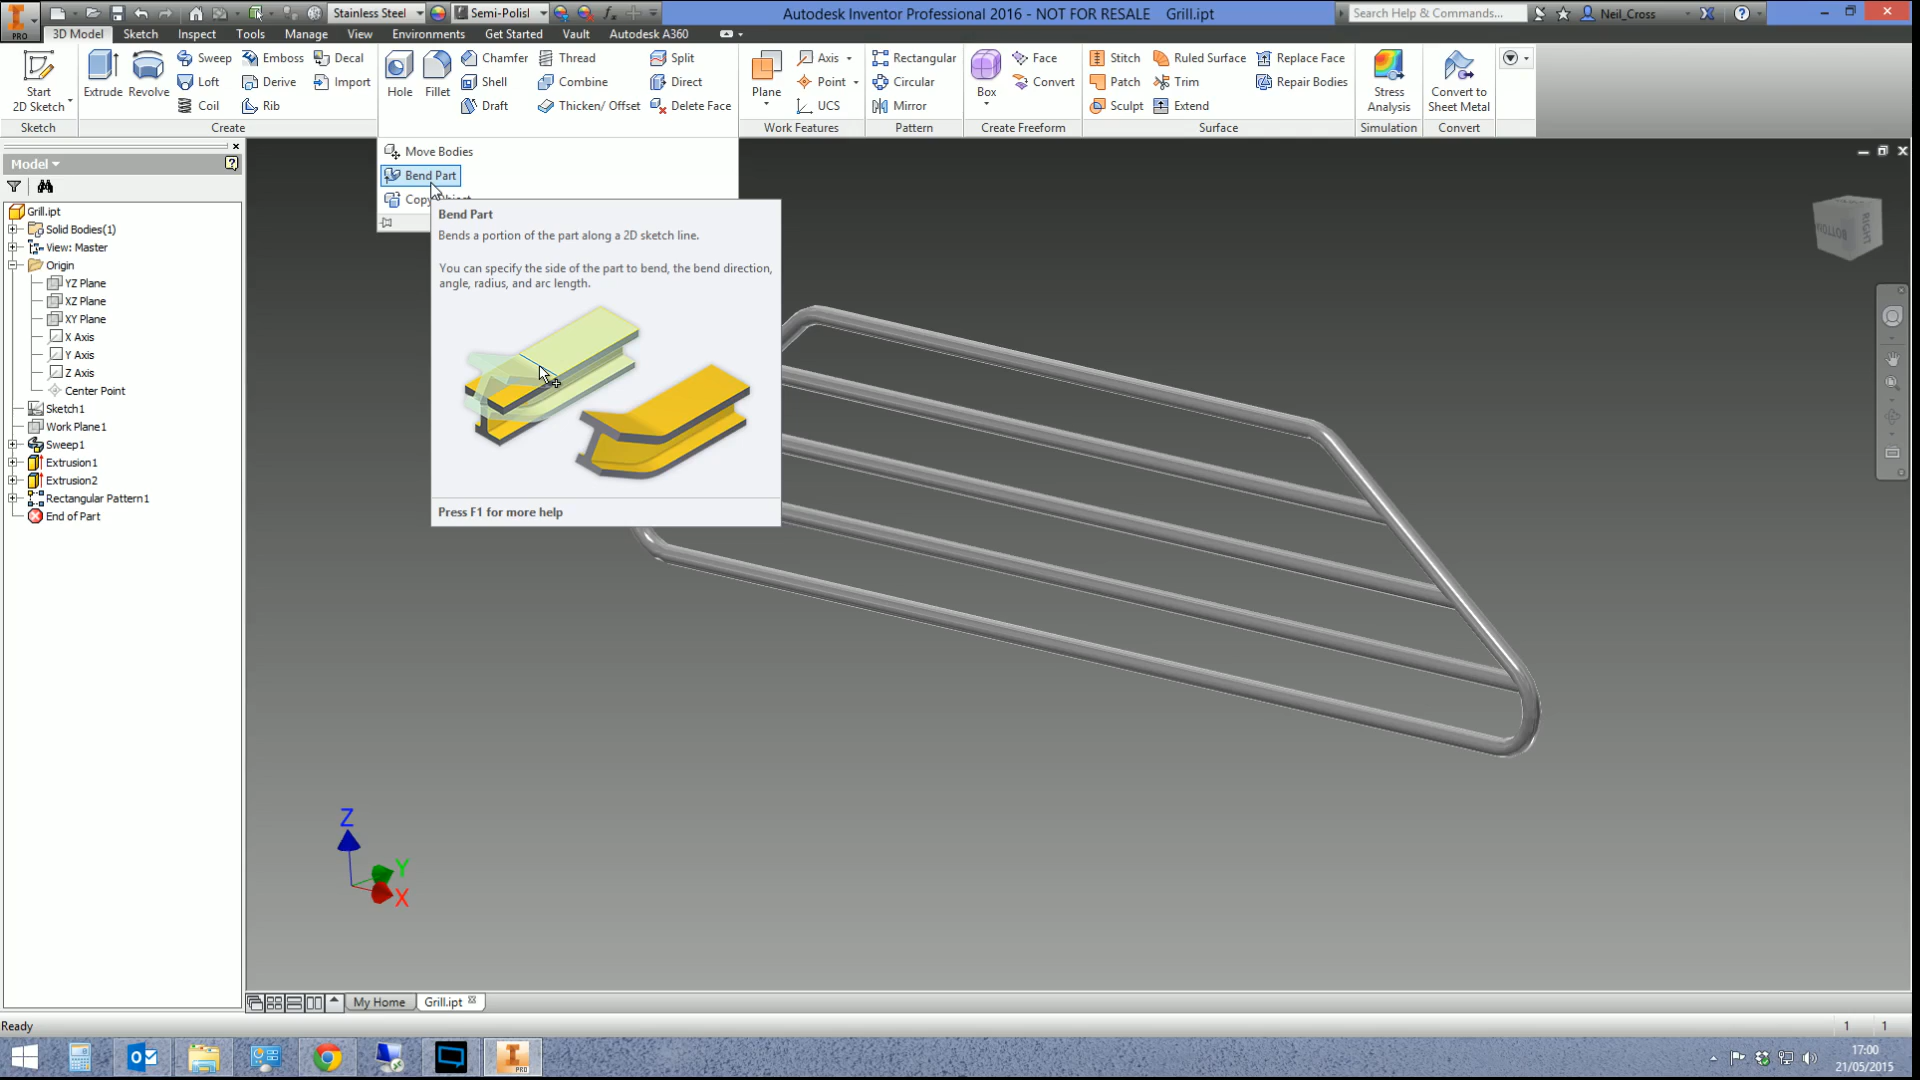 PRO
Stainless Steel
Semi-Polisl
Autodesk Inventor Professional 2016 - NOT FOR RESALE Grill.ipt
Search Help & Commands...
Neil_Cross
3D Model Sketch Inspect Tools Manage View Environments Get Started Vault Autodesk A360
Start
2D Sketch
Extrude
Revolve
Sweep
Loft
Coil
Emboss
Derive
Rib
Decal
Import
Hole
Fillet
Chamfer
Shell
Draft
Thread
Combine
Thicken/ Offset
Split
Direct
Delete Face
Plane
Axis
Point
UCS
Rectangular
Circular
Mirror
Box
Face
Convert
Stitch
Patch
Sculpt
Ruled Surface
Trim
Extend
Replace Face
Repair Bodies
Stress
Analysis
Convert to
Sheet Metal
Sketch
Create
Work Features
Pattern
Create Freeform
Surface
Simulation
Convert
Move Bodies
Bend Part
Bend Part
Bends a portion of the part along a 2D sketch line.
You can specify the side of the part to bend, the bend direction,
angle, radius, and arc length.
Press F1 for more help
Model
Grill.ipt
Solid Bodies(1)
View: Master
Origin
YZ Plane
XZ Plane
XY Plane
X Axis
Y Axis
Z Axis
Center Point
Sketch1
Work Plane1
Sweep1
Extrusion1
Extrusion2
Rectangular Pattern1
End of Part
BOTTOM
RIGHT
Z
Y
X
My Home
Grill.ipt
Ready
1 1
PRO
17:00
21/05/2015